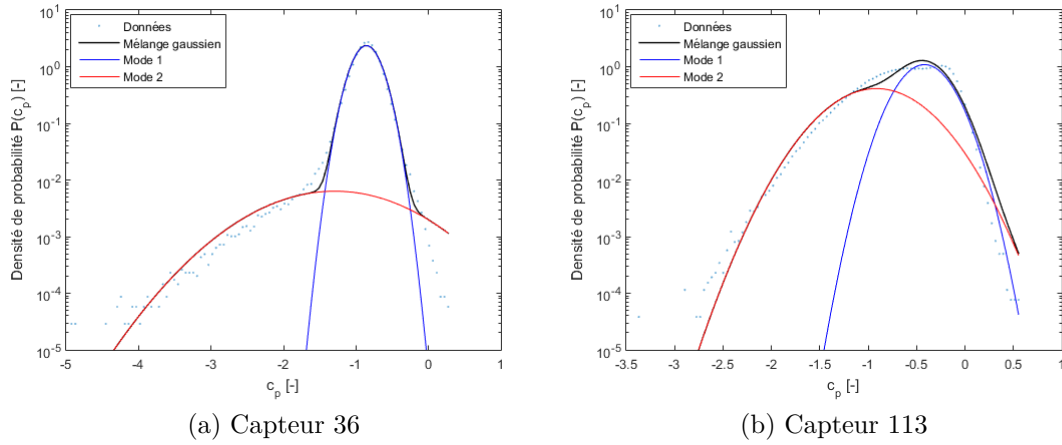 Données
Mélange gaussien
Mode 1
Mode 2
Densité de probabilité P(c_p) [-]
10^1
10^0
10^-1
10^-2
10^-3
10^-4
10^-5
-5 -4 -3 -2 -1 0 1
c_p [-]
(a) Capteur 36
Données
Mélange gaussien
Mode 1
Mode 2
Densité de probabilité P(c_p) [-]
10^1
10^0
10^-1
10^-2
10^-3
10^-4
10^-5
-3.5 -3 -2.5 -2 -1.5 -1 -0.5 0 0.5 1
c_p [-]
(b) Capteur 113